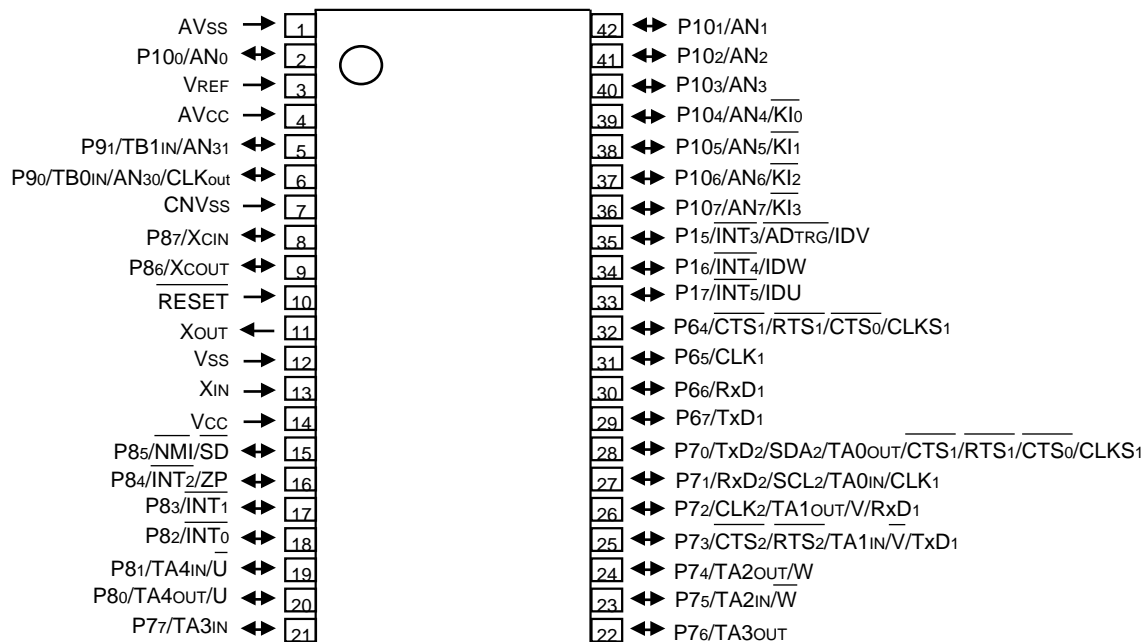 AVSS 1
P100/AN0 2
VREF 3
AVCC 4
P91/TB1IN/AN31 5
P90/TB0IN/AN30/CLKout 6
CNVSS 7
P87/XCIN 8
P86/XCOUT 9
RESET 10
XOUT 11
VSS 12
XIN 13
VCC 14
P85/NMI/SD 15
P84/INT2/ZP 16
P83/INT1 17
P82/INT0 18
P81/TA4IN/U 19
P80/TA4OUT/U 20
P77/TA3IN 21
42 P101/AN1
41 P102/AN2
40 P103/AN3
39 P104/AN4/KI0
38 P105/AN5/KI1
37 P106/AN6/KI2
36 P107/AN7/KI3
35 P15/INT3/ADTRG/IDV
34 P16/INT4/IDW
33 P17/INT5/IDU
32 P64/CTS1/RTS1/CTS0/CLKS1
31 P65/CLK1
30 P66/RxD1
29 P67/TxD1
28 P70/TxD2/SDA2/TA0OUT/CTS1/RTS1/CTS0/CLKS1
27 P71/RxD2/SCL2/TA0IN/CLK1
26 P72/CLK2/TA1OUT/V/RxD1
25 P73/CTS2/RTS2/TA1IN/V/TxD1
24 P74/TA2OUT/W
23 P75/TA2IN/W
22 P76/TA3OUT